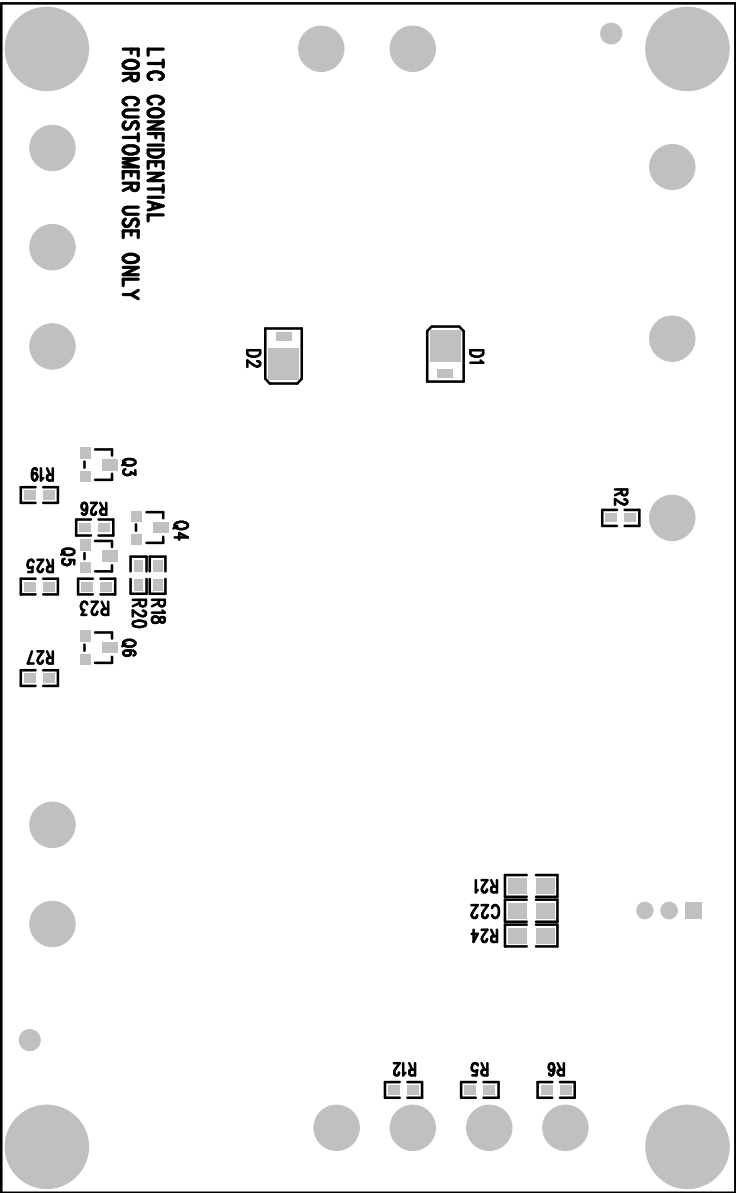 LTC CONFIDENTIAL
FOR CUSTOMER USE ONLY
D2
D1
Q3
R19
R2
R26
Q4
Q5
R25
R23
R20
R18
Q6
R27
R21
C22
R24
R12
R5
R6